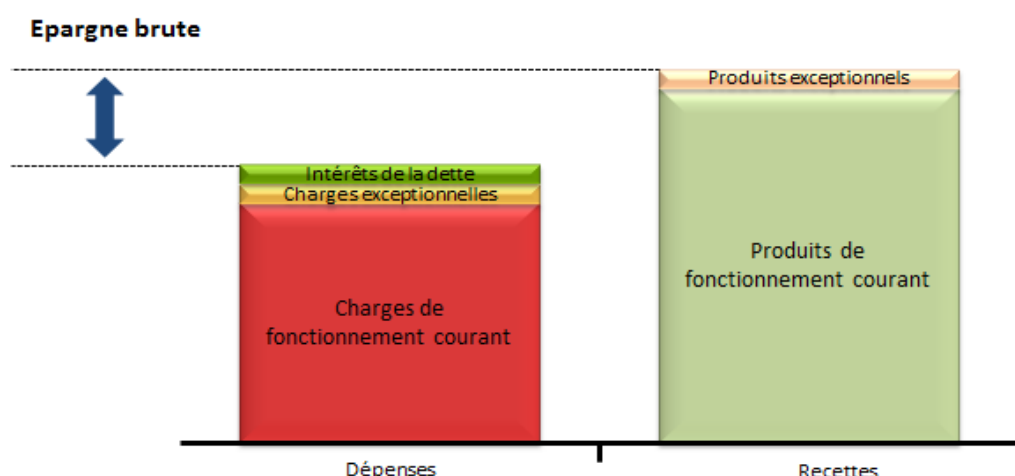 Epargne brute
Produits exceptionnels
Intérêts de la dette
Charges exceptionnelles
Produits de
fonctionnement courant
Charges de
fonctionnement courant
Dépenses
Recettes